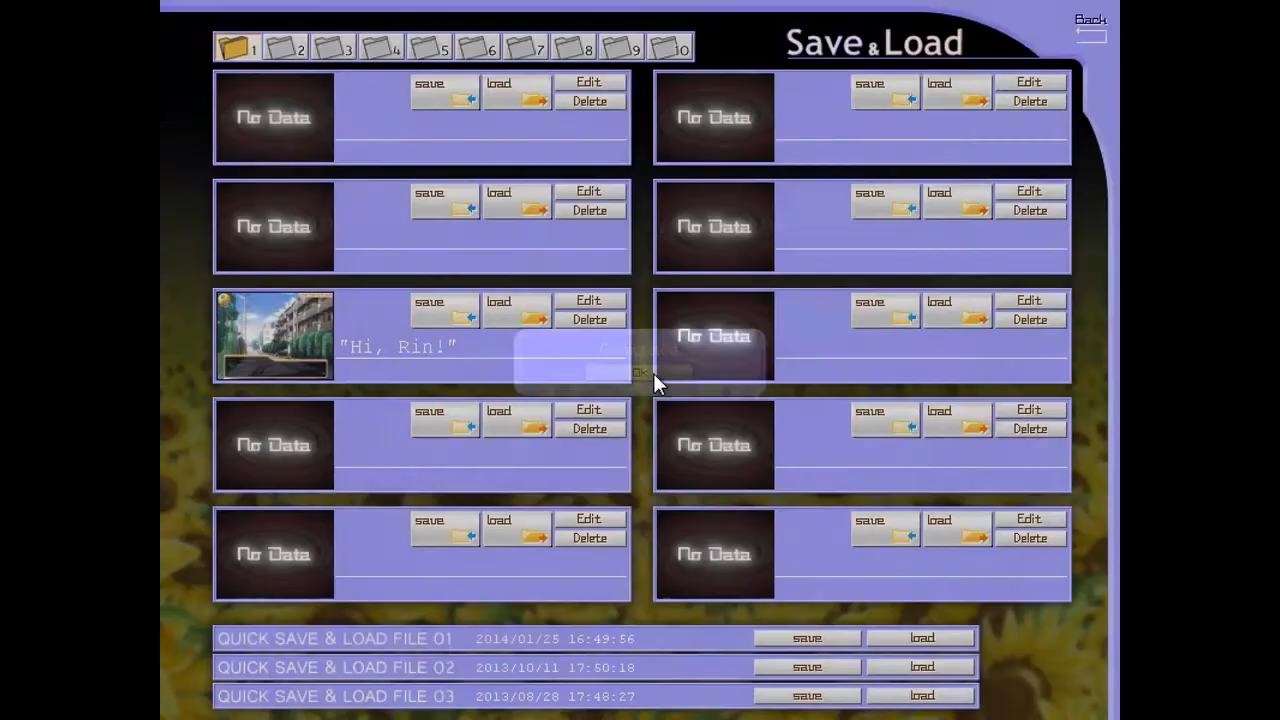 Back
1 2 3 4 5 6 7 8 9 10
Save & Load
save load Edit
Delete
No Data
save load Edit
Delete
No Data
save load Edit
Delete
No Data
save load Edit
Delete
No Data
save load Edit
Delete
"Hi, Rin!"
save load Edit
Delete
No Data
Ok
save load Edit
Delete
No Data
save load Edit
Delete
No Data
save load Edit
Delete
No Data
save load Edit
Delete
No Data
QUICK SAVE & LOAD FILE 01 2014/01/25 16:49:56 save load
QUICK SAVE & LOAD FILE 02 2013/10/11 17:50:18 save load
QUICK SAVE & LOAD FILE 03 2013/08/28 17:48:27 save load